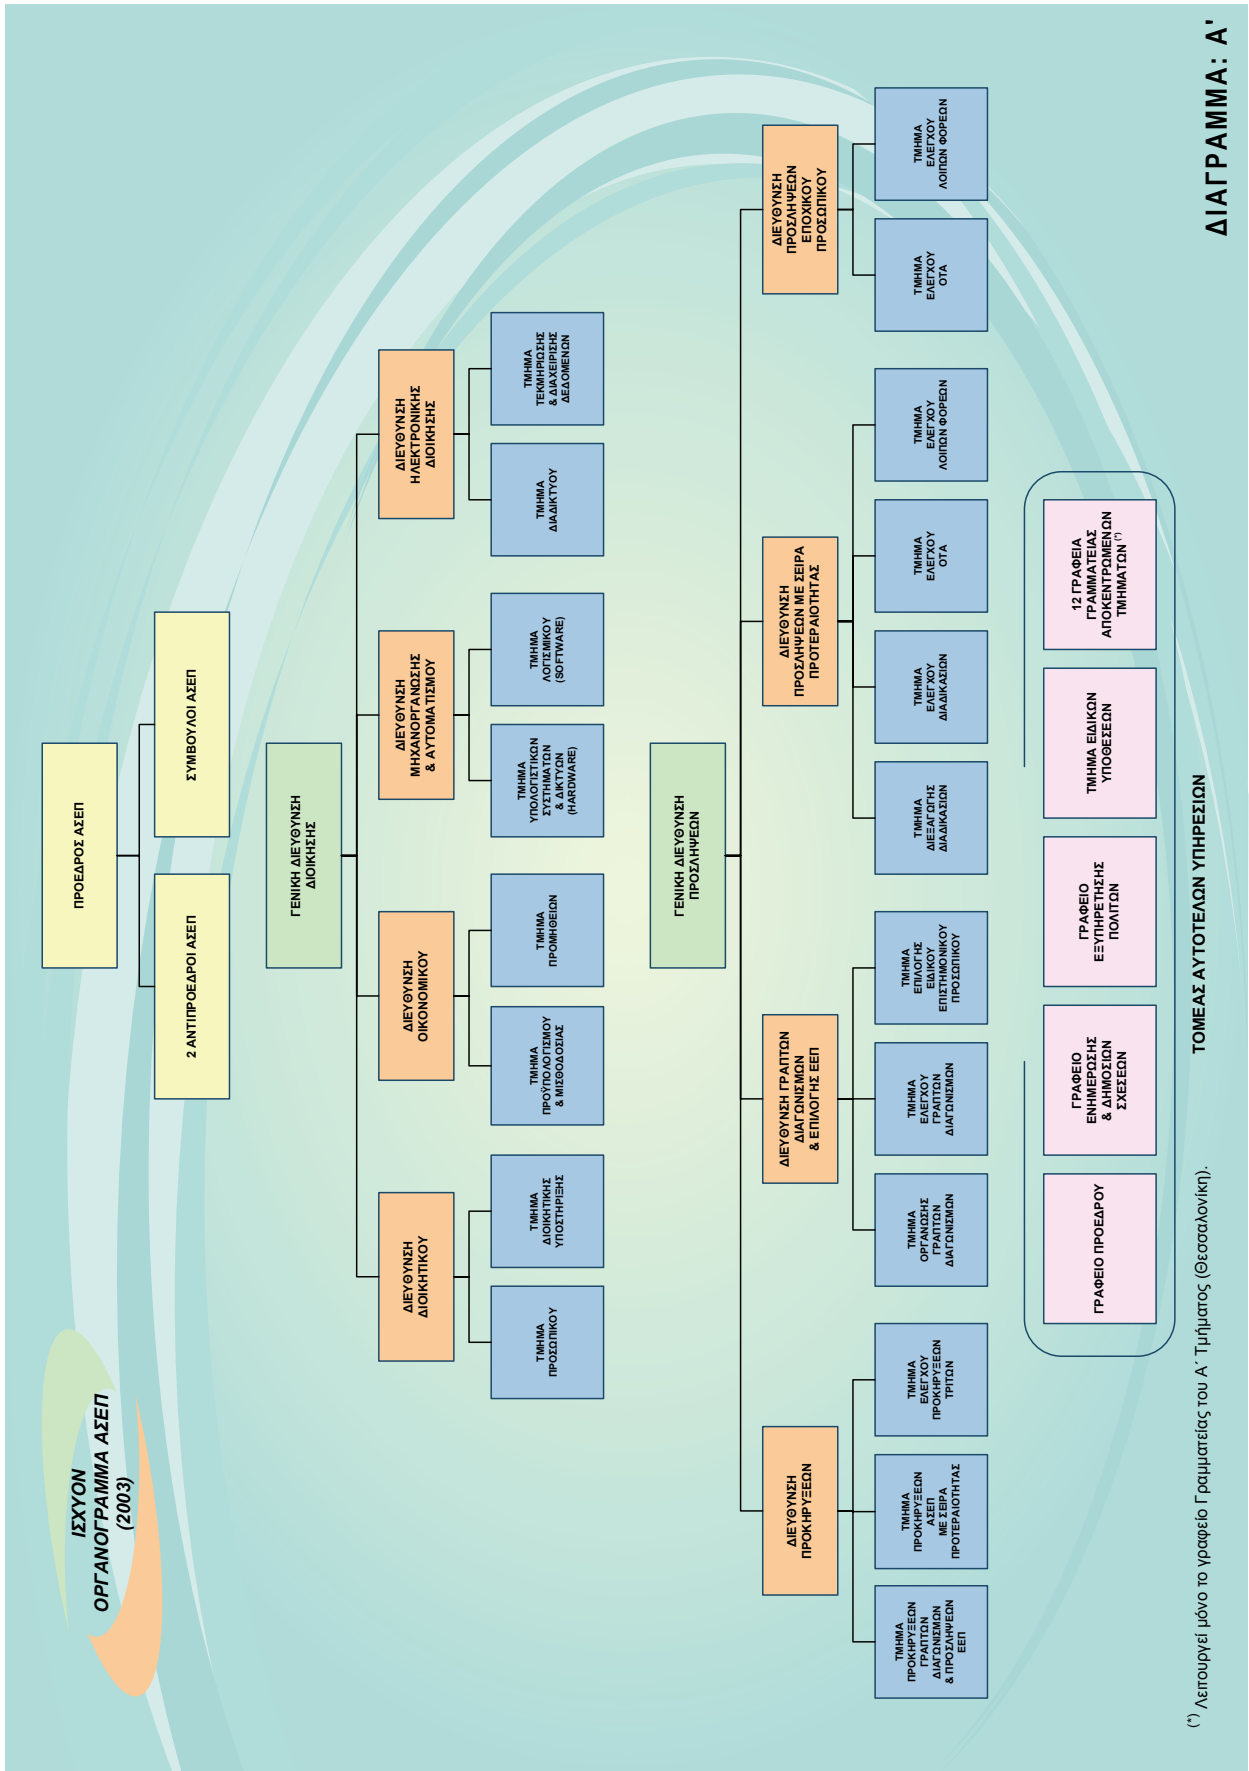 ΙΣΧΥΟΝ
ΟΡΓΑΝΟΓΡΑΜΜΑ ΑΣΕΠ
(2003)
ΠΡΟΕΔΡΟΣ ΑΣΕΠ
2 ΑΝΤΙΠΡΟΕΔΡΟΙ ΑΣΕΠ
ΣΥΜΒΟΥΛΟΙ ΑΣΕΠ
ΓΕΝΙΚΗ ΔΙΕΥΘΥΝΣΗ
ΔΙΟΙΚΗΣΗΣ
ΔΙΕΥΘΥΝΣΗ
ΔΙΟΙΚΗΤΙΚΟΥ
ΔΙΕΥΘΥΝΣΗ
ΟΙΚΟΝΟΜΙΚΟΥ
ΔΙΕΥΘΥΝΣΗ
ΜΗΧΑΝΟΡΓΑΝΩΣΗΣ
& ΑΥΤΟΜΑΤΙΣΜΟΥ
ΔΙΕΥΘΥΝΣΗ
ΗΛΕΚΤΡΟΝΙΚΗΣ
ΔΙΟΙΚΗΣΗΣ
ΤΜΗΜΑ
ΠΡΟΣΩΠΙΚΟΥ
ΤΜΗΜΑ
ΔΙΟΙΚΗΤΙΚΗΣ
ΥΠΟΣΤΗΡΙΞΗΣ
ΤΜΗΜΑ
ΠΡΟΫΠΟΛΟΓΙΣΜΟΥ
& ΜΙΣΘΟΔΟΣΙΑΣ
ΤΜΗΜΑ
ΠΡΟΜΗΘΕΙΩΝ
ΤΜΗΜΑ
ΥΠΟΛΟΓΙΣΤΙΚΩΝ
ΣΥΣΤΗΜΑΤΩΝ
& ΔΙΚΤΥΩΝ
(HARDWARE)
ΤΜΗΜΑ
ΛΟΓΙΣΜΙΚΟΥ
(SOFTWARE)
ΤΜΗΜΑ
ΔΙΑΔΙΚΤΥΟΥ
ΤΜΗΜΑ
ΤΕΚΜΗΡΙΩΣΗΣ
& ΔΙΑΧΕΙΡΙΣΗΣ
ΔΕΔΟΜΕΝΩΝ
ΓΕΝΙΚΗ ΔΙΕΥΘΥΝΣΗ
ΠΡΟΣΛΗΨΕΩΝ
ΔΙΕΥΘΥΝΣΗ
ΠΡΟΚΗΡΥΞΕΩΝ
ΔΙΕΥΘΥΝΣΗ ΓΡΑΠΤΩΝ
ΔΙΑΓΩΝΙΣΜΩΝ
& ΕΠΙΛΟΓΗΣ ΕΕΠ
ΔΙΕΥΘΥΝΣΗ
ΠΡΟΣΛΗΨΕΩΝ ΜΕ ΣΕΙΡΑ
ΠΡΟΤΕΡΑΙΟΤΗΤΑΣ
ΔΙΕΥΘΥΝΣΗ
ΠΡΟΣΛΗΨΕΩΝ
ΕΠΟΧΙΚΟΥ
ΠΡΟΣΩΠΙΚΟΥ
ΤΜΗΜΑ
ΠΡΟΚΗΡΥΞΕΩΝ
ΓΡΑΠΤΩΝ
ΔΙΑΓΩΝΙΣΜΩΝ
& ΠΡΟΣΛΗΨΕΩΝ
ΕΕΠ
ΤΜΗΜΑ
ΠΡΟΚΗΡΥΞΕΩΝ
ΑΣΕΠ
ΜΕ ΣΕΙΡΑ
ΠΡΟΤΕΡΑΙΟΤΗΤΑΣ
ΤΜΗΜΑ
ΕΛΕΓΧΟΥ
ΠΡΟΚΗΡΥΞΕΩΝ
ΤΡΙΤΩΝ
ΤΜΗΜΑ
ΟΡΓΑΝΩΣΗΣ
ΓΡΑΠΤΩΝ
ΔΙΑΓΩΝΙΣΜΩΝ
ΤΜΗΜΑ
ΕΛΕΓΧΟΥ
ΓΡΑΠΤΩΝ
ΔΙΑΓΩΝΙΣΜΩΝ
ΤΜΗΜΑ
ΕΠΙΛΟΓΗΣ
ΕΙΔΙΚΟΥ
ΕΠΙΣΤΗΜΟΝΙΚΟΥ
ΠΡΟΣΩΠΙΚΟΥ
ΤΜΗΜΑ
ΔΙΕΞΑΓΩΓΗΣ
ΔΙΑΔΙΚΑΣΙΩΝ
ΤΜΗΜΑ
ΕΛΕΓΧΟΥ
ΔΙΑΔΙΚΑΣΙΩΝ
ΤΜΗΜΑ
ΕΛΕΓΧΟΥ
ΟΤΑ
ΤΜΗΜΑ
ΕΛΕΓΧΟΥ
ΛΟΙΠΩΝ ΦΟΡΕΩΝ
ΤΜΗΜΑ
ΕΛΕΓΧΟΥ
ΟΤΑ
ΤΜΗΜΑ
ΕΛΕΓΧΟΥ
ΛΟΙΠΩΝ ΦΟΡΕΩΝ
ΓΡΑΦΕΙΟ ΠΡΟΕΔΡΟΥ
ΓΡΑΦΕΙΟ
ΕΝΗΜΕΡΩΣΗΣ
& ΔΗΜΟΣΙΩΝ
ΣΧΕΣΕΩΝ
ΓΡΑΦΕΙΟ
ΕΞΥΠΗΡΕΤΗΣΗΣ
ΠΟΛΙΤΩΝ
ΤΜΗΜΑ ΕΙΔΙΚΩΝ
ΥΠΟΘΕΣΕΩΝ
12 ΓΡΑΦΕΙΑ
ΓΡΑΜΜΑΤΕΙΑΣ
ΑΠΟΚΕΝΤΡΩΜΕΝΩΝ
ΤΜΗΜΑΤΩΝ (*)
ΤΟΜΕΑΣ ΑΥΤΟΤΕΛΩΝ ΥΠΗΡΕΣΙΩΝ
(*) Λειτουργεί μόνο το γραφείο Γραμματείας του Α΄ Τμήματος (Θεσσαλονίκη).
ΔΙΑΓΡΑΜΜΑ: Α'